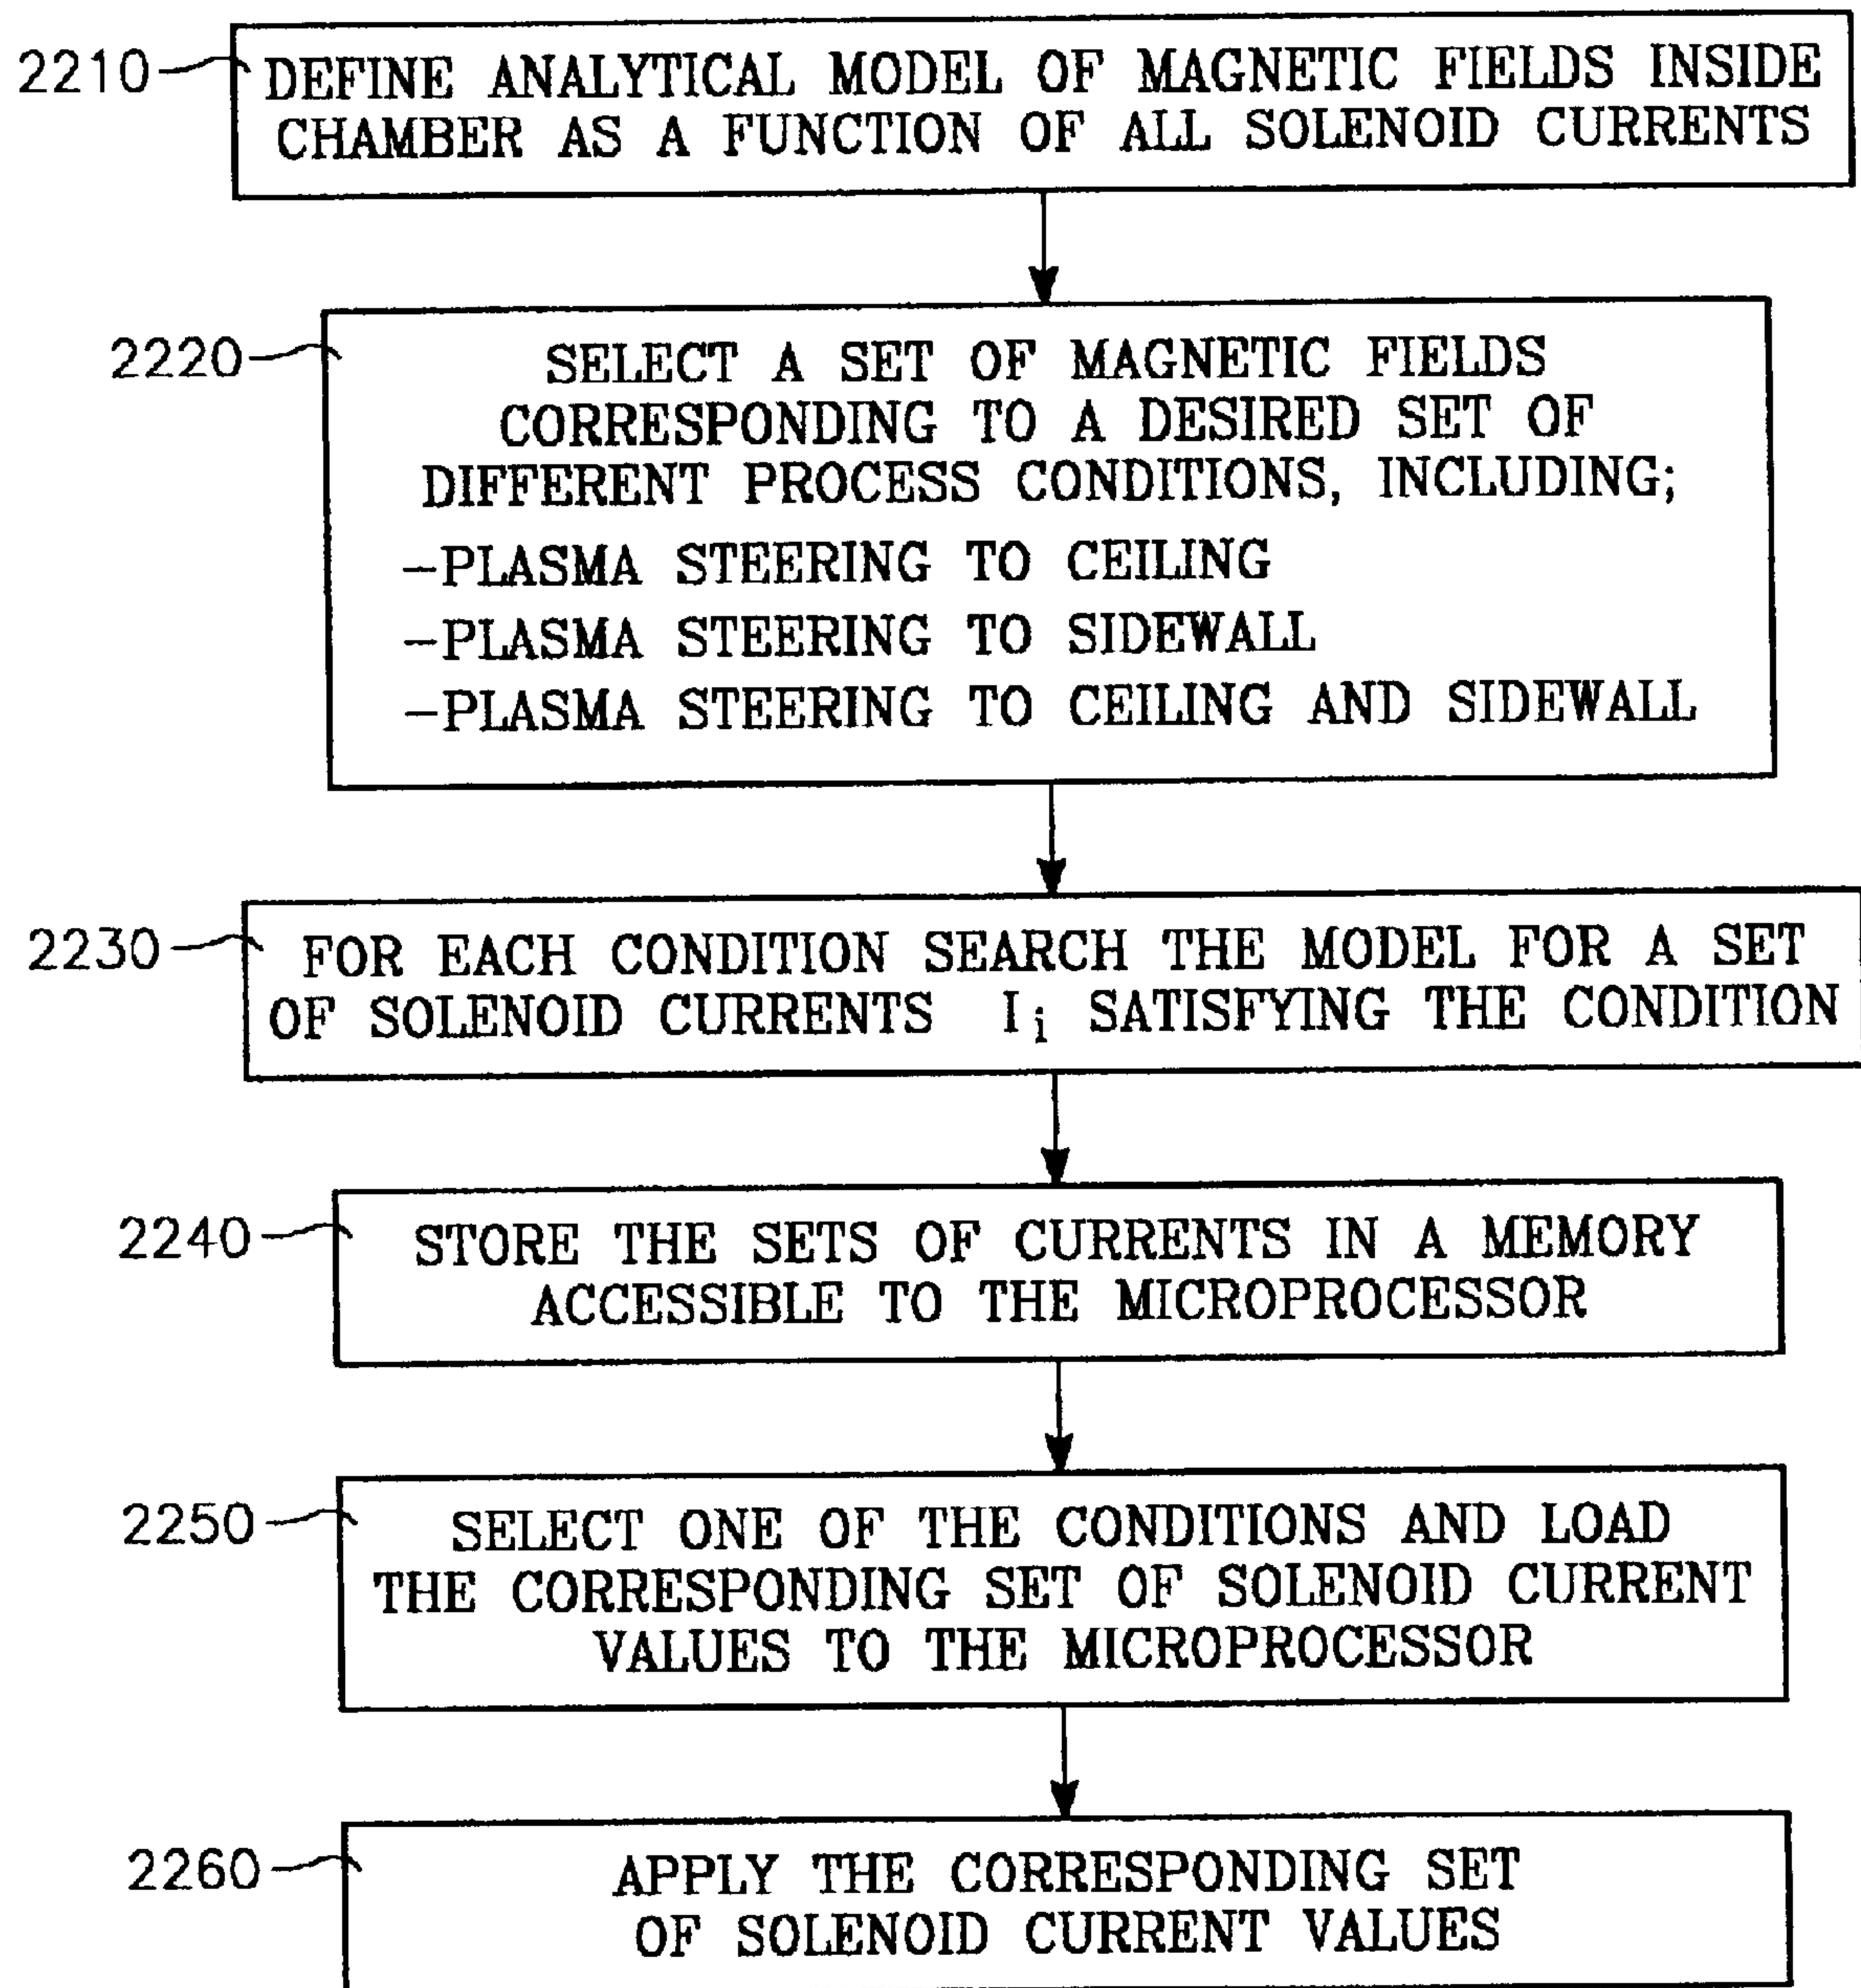 2210
DEFINE ANALYTICAL MODEL OF MAGNETIC FIELDS INSIDE
CHAMBER AS A FUNCTION OF ALL SOLENOID CURRENTS
2220
SELECT A SET OF MAGNETIC FIELDS
CORRESPONDING TO A DESIRED SET OF
DIFFERENT PROCESS CONDITIONS, INCLUDING;
-PLASMA STEERING TO CEILING
-PLASMA STEERING TO SIDEWALL
-PLASMA STEERING TO CEILING AND SIDEWALL
2230
FOR EACH CONDITION SEARCH THE MODEL FOR A SET
OF SOLENOID CURRENTS Ii SATISFYING THE CONDITION
2240
STORE THE SETS OF CURRENTS IN A MEMORY
ACCESSIBLE TO THE MICROPROCESSOR
2250
SELECT ONE OF THE CONDITIONS AND LOAD
THE CORRESPONDING SET OF SOLENOID CURRENT
VALUES TO THE MICROPROCESSOR
2260
APPLY THE CORRESPONDING SET
OF SOLENOID CURRENT VALUES